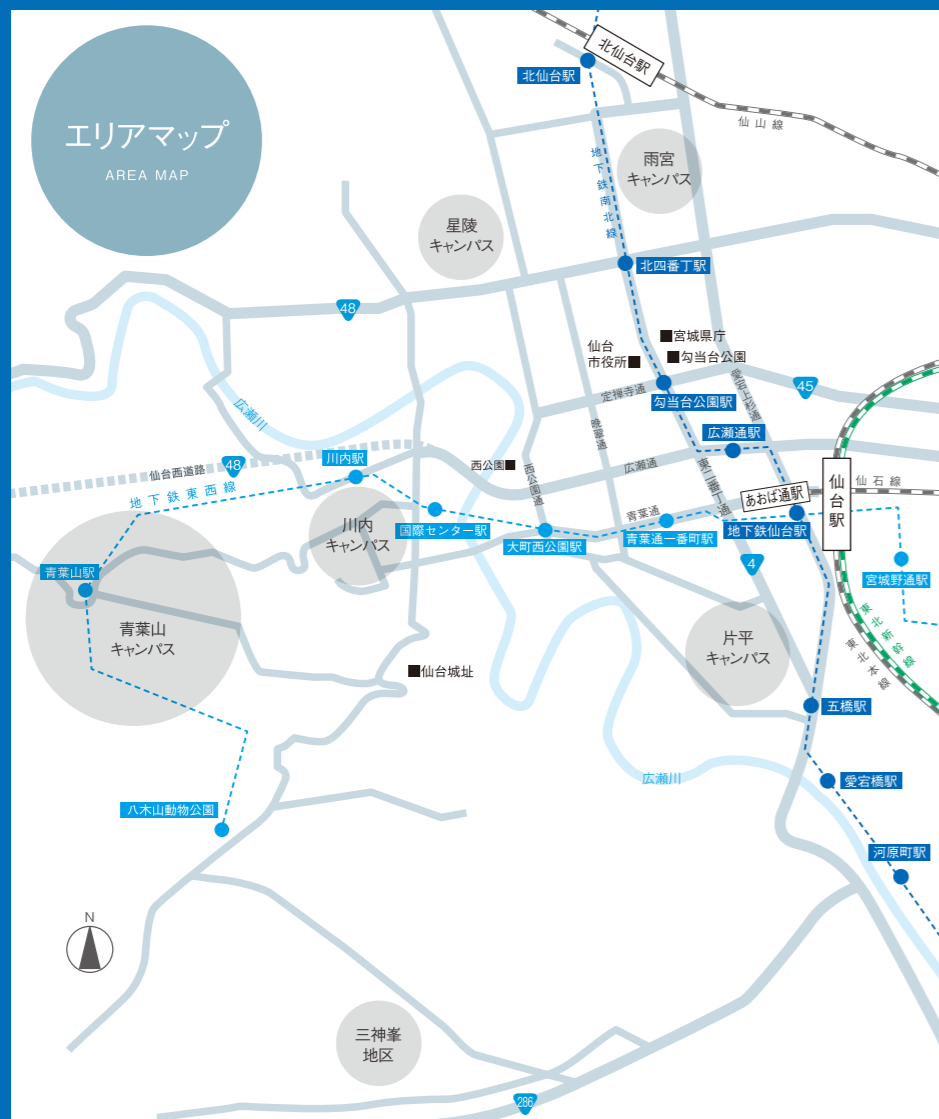 エリアマップ
AREA MAP
北仙台駅
北仙台駅
仙山線
地下鉄南北線
雨宮
キャンパス
星陵
キャンパス
北四番丁駅
48
■宮城県庁
仙台
市役所■
■勾当台公園
定禅寺通
勾当台公園駅
愛宕上杉通
45
広瀬川
晩翠通
広瀬通駅
仙台西道路
48
川内駅
西公園■
西公園通
広瀬通
東二番丁通
あおば通駅
仙台駅
仙石線
地下鉄東西線
川内
キャンパス
国際センター駅
大町西公園駅
青葉通
青葉通一番町駅
地下鉄仙台駅
4
宮城野通駅
青葉山駅
青葉山
キャンパス
片平
キャンパス
東北新幹線
東北本線
■仙台城址
五橋駅
広瀬川
愛宕橋駅
八木山動物公園
河原町駅
N
三神峯
地区
286